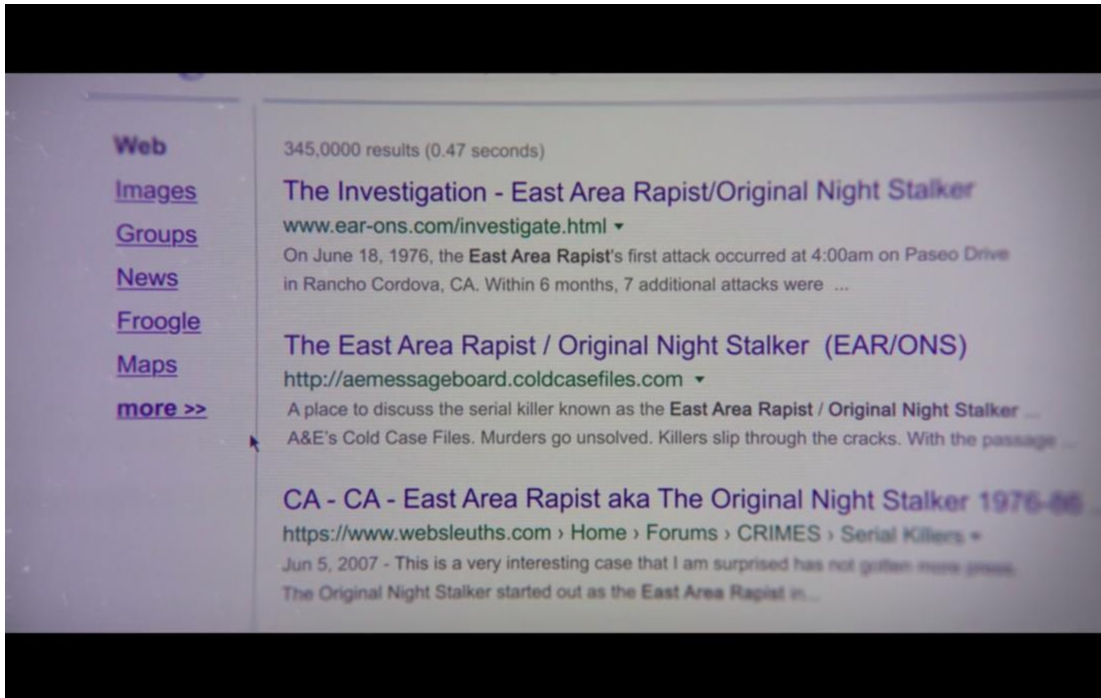 Web
Images
Groups
News
Froogle
Maps
more >>
345,0000 results (0.47 seconds)
The Investigation - East Area Rapist/Original Night Stalker
www.ear-ons.com/investigate.html
On June 18, 1976, the East Area Rapist's first attack occurred at 4:00am on Paseo Drive
in Rancho Cordova, CA. Within 6 months, 7 additional attacks were ...
The East Area Rapist / Original Night Stalker (EAR/ONS)
http://aemessageboard.coldcasefiles.com
A place to discuss the serial killer known as the East Area Rapist / Original Night Stalker ...
A&E's Cold Case Files. Murders go unsolved. Killers slip through the cracks. With the passage ...
CA - CA - East Area Rapist aka The Original Night Stalker 1976-86 ...
https://www.websleuths.com › Home › Forums › CRIMES › Serial Killers
Jun 5, 2007 - This is a very interesting case that I am surprised has not gotten more press.
The Original Night Stalker started out as the East Area Rapist in...